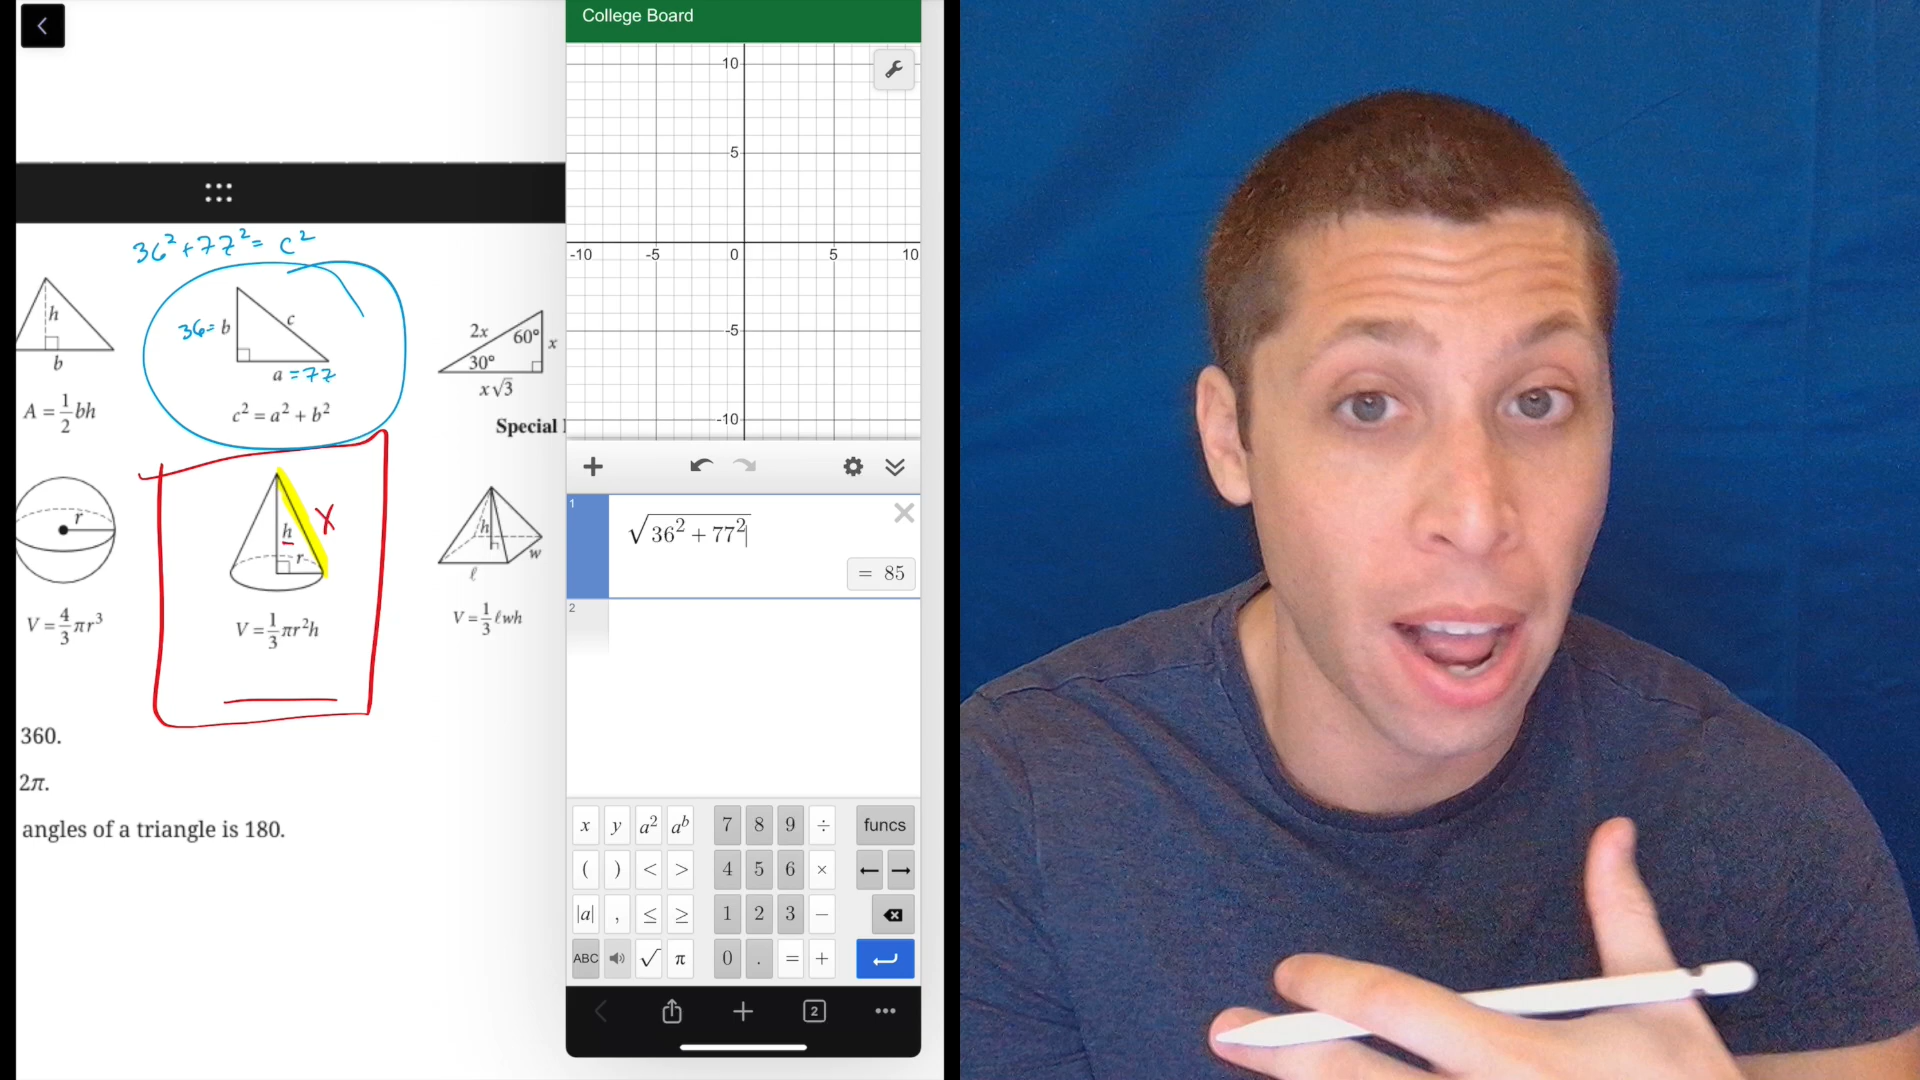 College Board
10
5
-10
-5
0
5
10
-5
-10
36² + 77² = c²
h
b
A = 1/2 bh
36 = b
c
a = 77
c² = a² + b²
2x
60°
x
30°
x√3
Special
r
V = 4/3 πr³
h
x
r
V = 1/3 πr²h
h
w
ℓ
V = 1/3 ℓwh
360.
2π.
angles of a triangle is 180.
1
√36² + 77²
= 85
2
x y a² aᵇ 7 8 9 ÷ funcs
( ) < > 4 5 6 × ← →
|a| , ≤ ≥ 1 2 3 −
ABC √ π 0 . = +
2